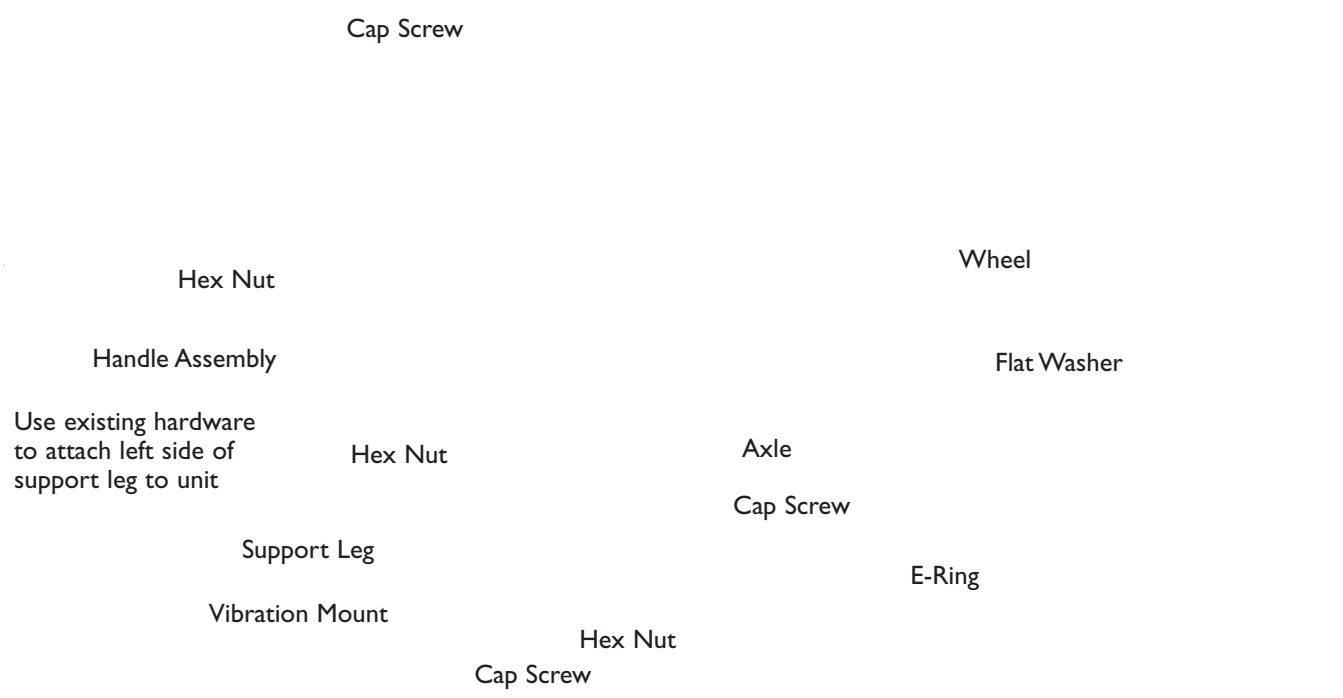 Cap Screw
Wheel
Hex Nut
Handle Assembly
Flat Washer
Use existing hardware
to attach left side of
support leg to unit
Hex Nut
Axle
Cap Screw
Support Leg
E-Ring
Vibration Mount
Hex Nut
Cap Screw